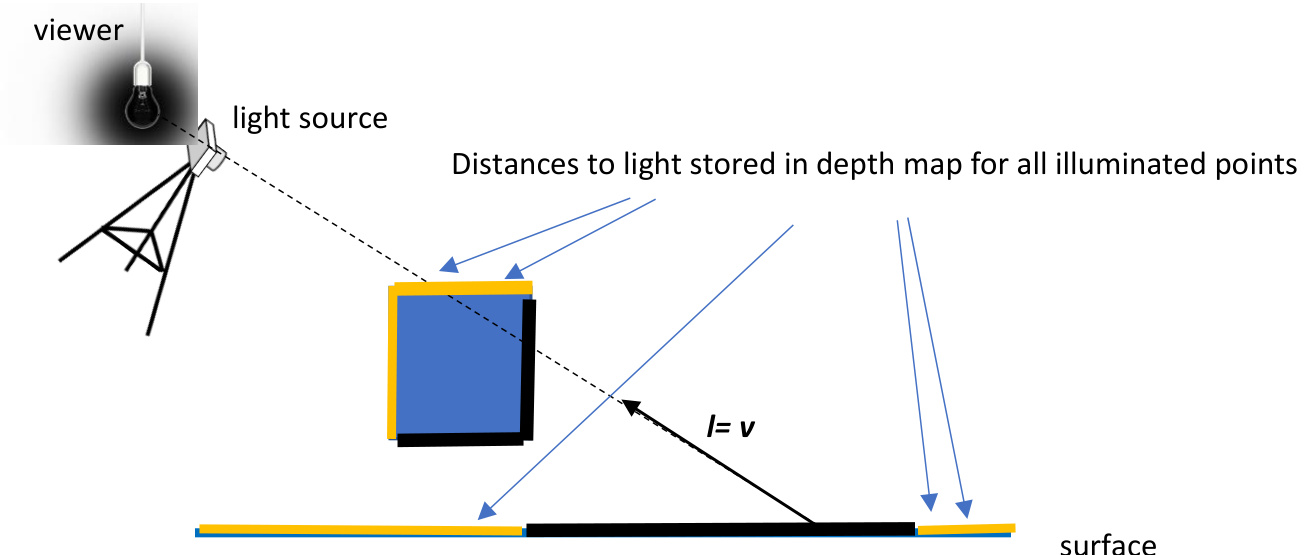 viewer
light source
Distances to light stored in depth map for all illuminated points
l= v
surface